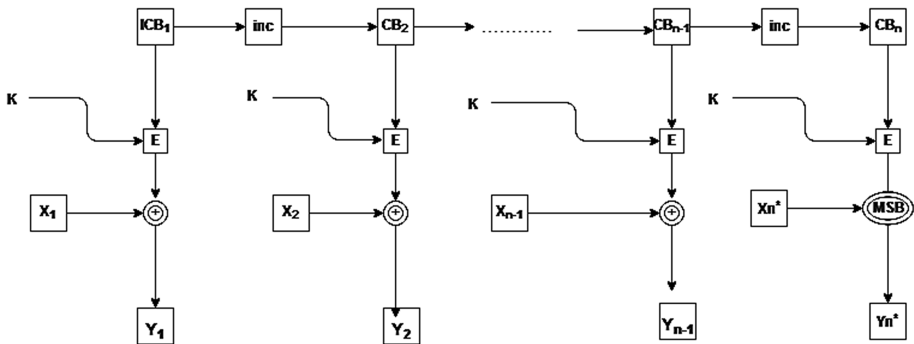 ICB1 inc CB2 ............... CBn-1 inc CBn
K K K K
E E E E
X1 + X2 + Xn-1 + Xn* MSB
Y1 Y2 Yn-1 Yn*